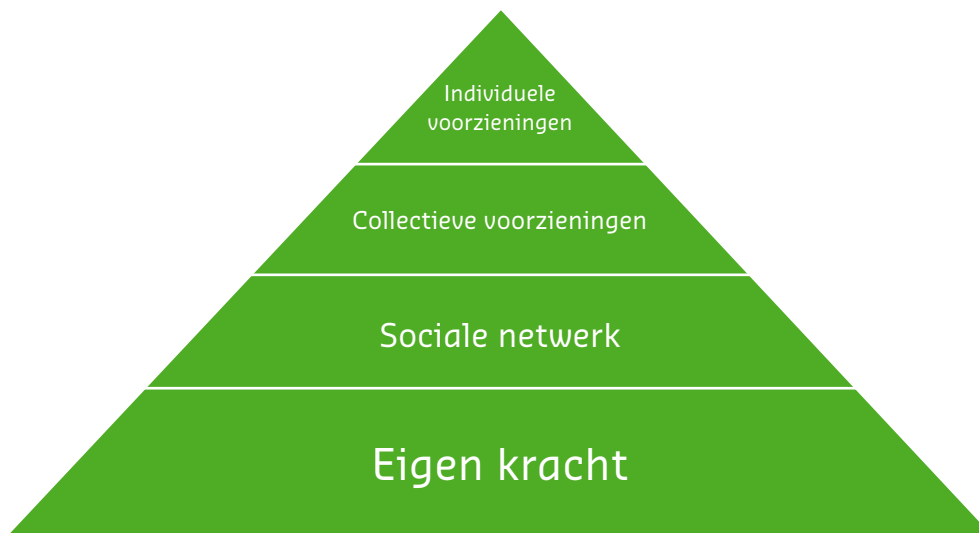 Individuele
voorzieningen
Collectieve voorzieningen
Sociale netwerk
Eigen kracht